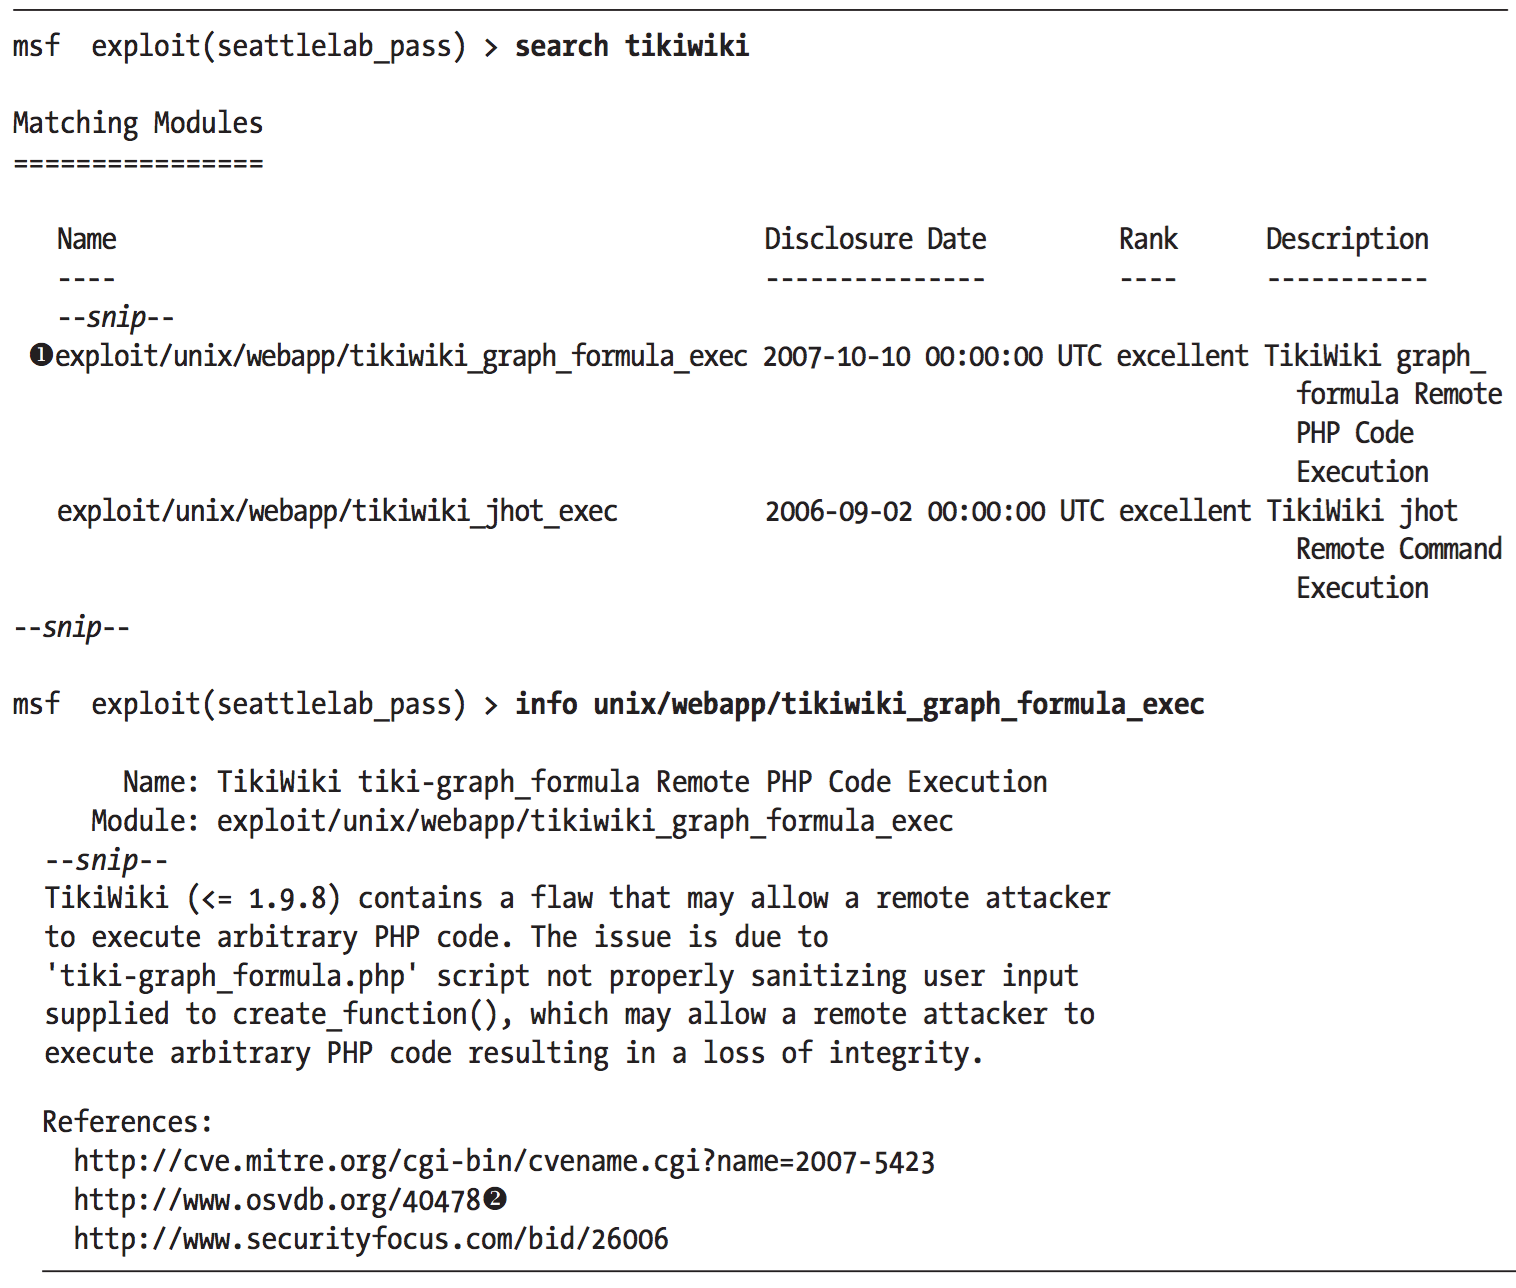 msf  exploit(seattlelab_pass) > search tikiwiki
Matching Modules
================
Name Disclosure Date Rank Description
---- --------------- ---- -----------
--snip--
❶exploit/unix/webapp/tikiwiki_graph_formula_exec 2007-10-10 00:00:00 UTC excellent TikiWiki graph_
formula Remote
PHP Code
Execution
exploit/unix/webapp/tikiwiki_jhot_exec 2006-09-02 00:00:00 UTC excellent TikiWiki jhot
Remote Command
Execution
--snip--
msf  exploit(seattlelab_pass) > info unix/webapp/tikiwiki_graph_formula_exec
Name: TikiWiki tiki-graph_formula Remote PHP Code Execution
Module: exploit/unix/webapp/tikiwiki_graph_formula_exec
--snip--
TikiWiki (<= 1.9.8) contains a flaw that may allow a remote attacker
to execute arbitrary PHP code. The issue is due to
'tiki-graph_formula.php' script not properly sanitizing user input
supplied to create_function(), which may allow a remote attacker to
execute arbitrary PHP code resulting in a loss of integrity.
References:
http://cve.mitre.org/cgi-bin/cvename.cgi?name=2007-5423
http://www.osvdb.org/40478❷
http://www.securityfocus.com/bid/26006